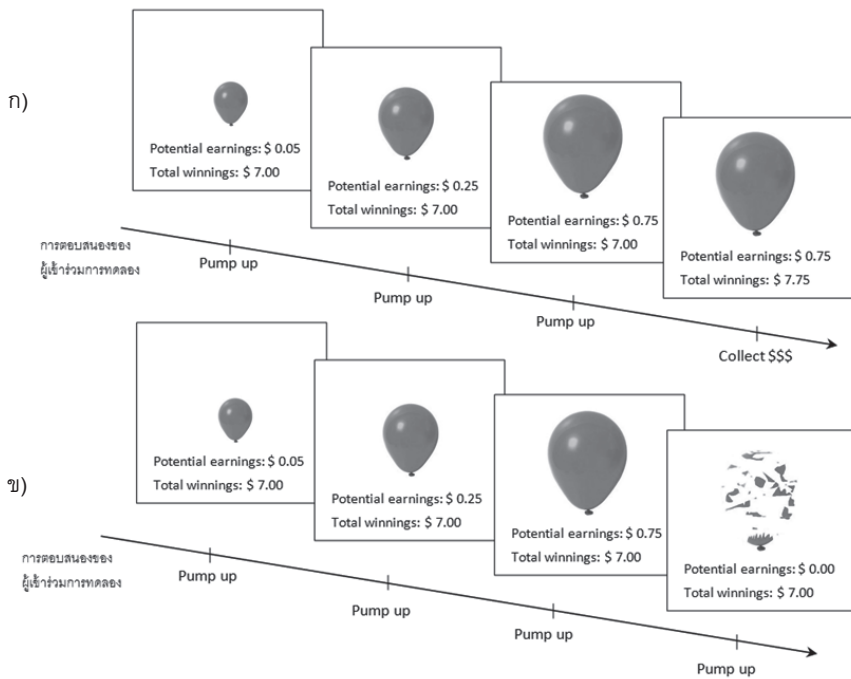 ก)
Potential earnings: $ 0.05
Total winnings: $ 7.00
Potential earnings: $ 0.25
Total winnings: $ 7.00
Potential earnings: $ 0.75
Total winnings: $ 7.00
Potential earnings: $ 0.75
Total winnings: $ 7.75
การตอบสนองของ
ผู้เข้าร่วมการทดลอง
Pump up
Pump up
Pump up
Collect $$$
ข)
Potential earnings: $ 0.05
Total winnings: $ 7.00
Potential earnings: $ 0.25
Total winnings: $ 7.00
Potential earnings: $ 0.75
Total winnings: $ 7.00
Potential earnings: $ 0.00
Total winnings: $ 7.00
การตอบสนองของ
ผู้เข้าร่วมการทดลอง
Pump up
Pump up
Pump up
Pump up